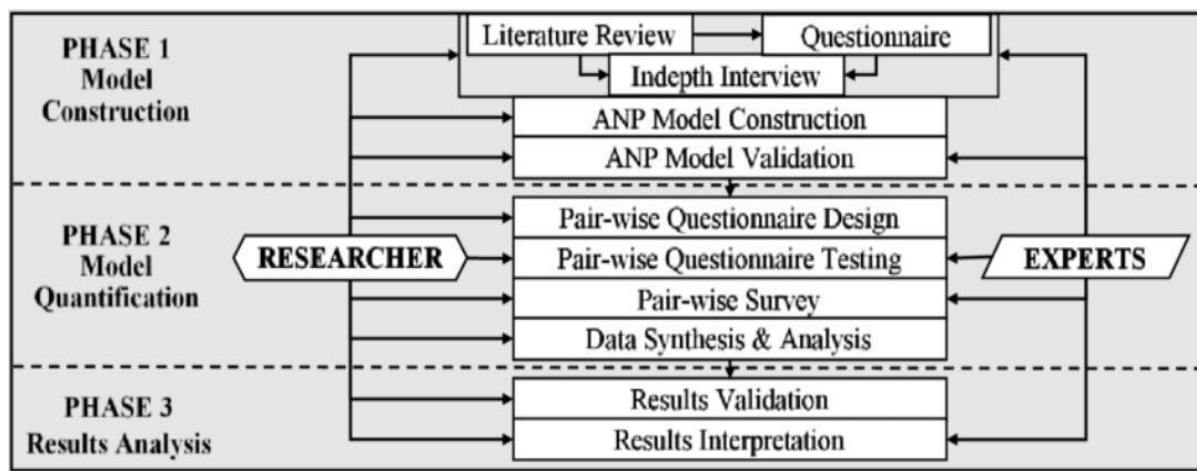 PHASE 1
Model
Construction
Literature Review
Questionnaire
Indepth Interview
ANP Model Construction
ANP Model Validation
PHASE 2
Model
Quantification
RESEARCHER
Pair-wise Questionnaire Design
Pair-wise Questionnaire Testing
Pair-wise Survey
Data Synthesis & Analysis
EXPERTS
PHASE 3
Results Analysis
Results Validation
Results Interpretation